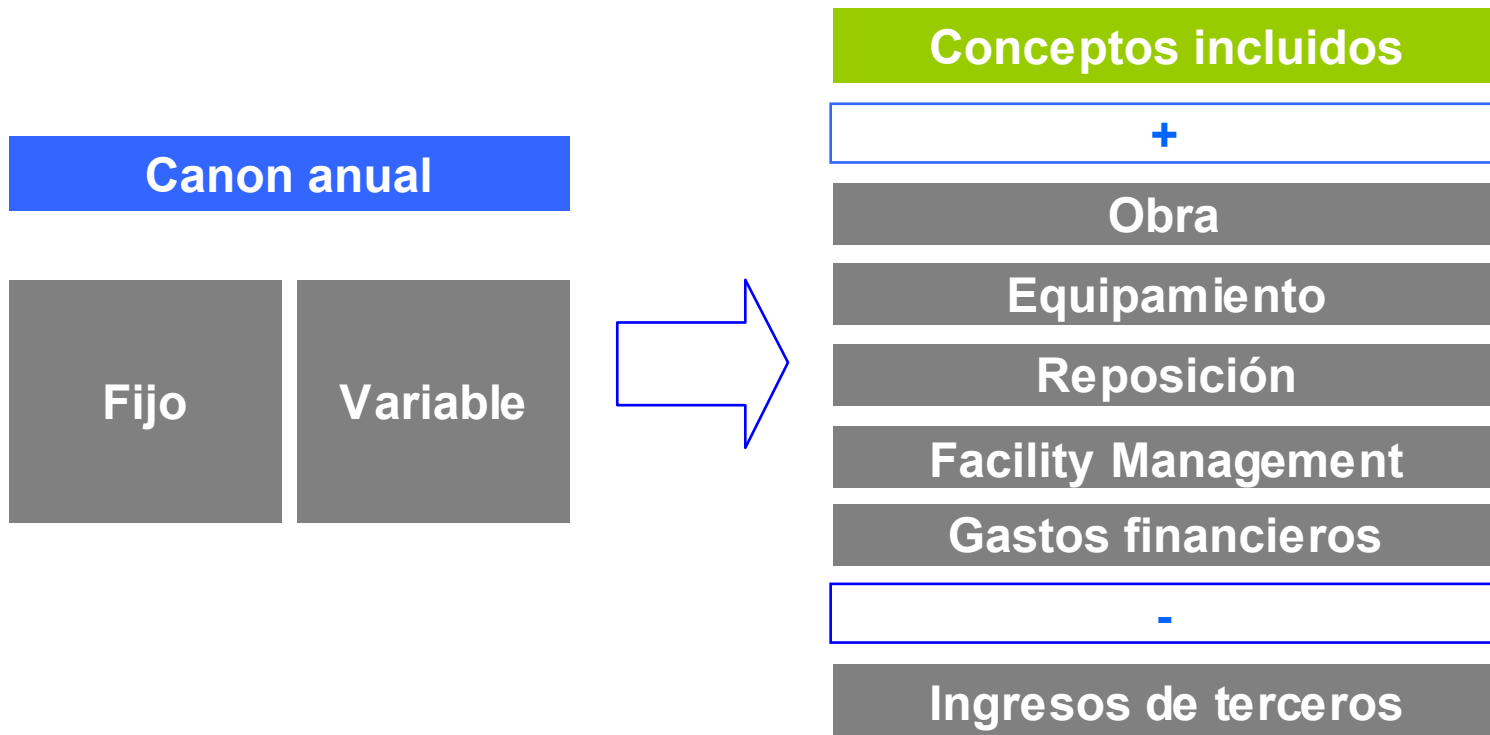 Canon anual
Fijo
Variable
Conceptos incluidos
+
Obra
Equipamiento
Reposición
Facility Management
Gastos financieros
-
Ingresos de terceros